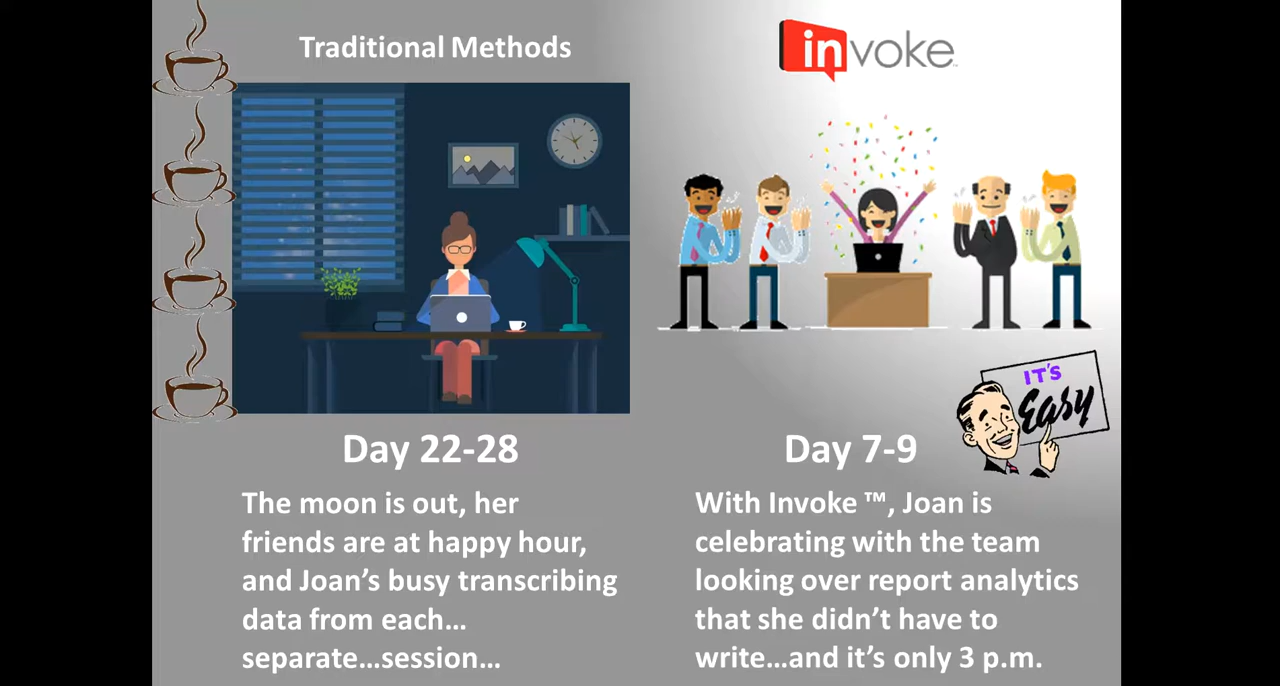 Traditional Methods
invoke™
IT'S
Easy
Day 22-28
The moon is out, her
friends are at happy hour,
and Joan's busy transcribing
data from each…
separate…session…
Day 7-9
With Invoke ™, Joan is
celebrating with the team
looking over report analytics
that she didn't have to
write…and it's only 3 p.m.